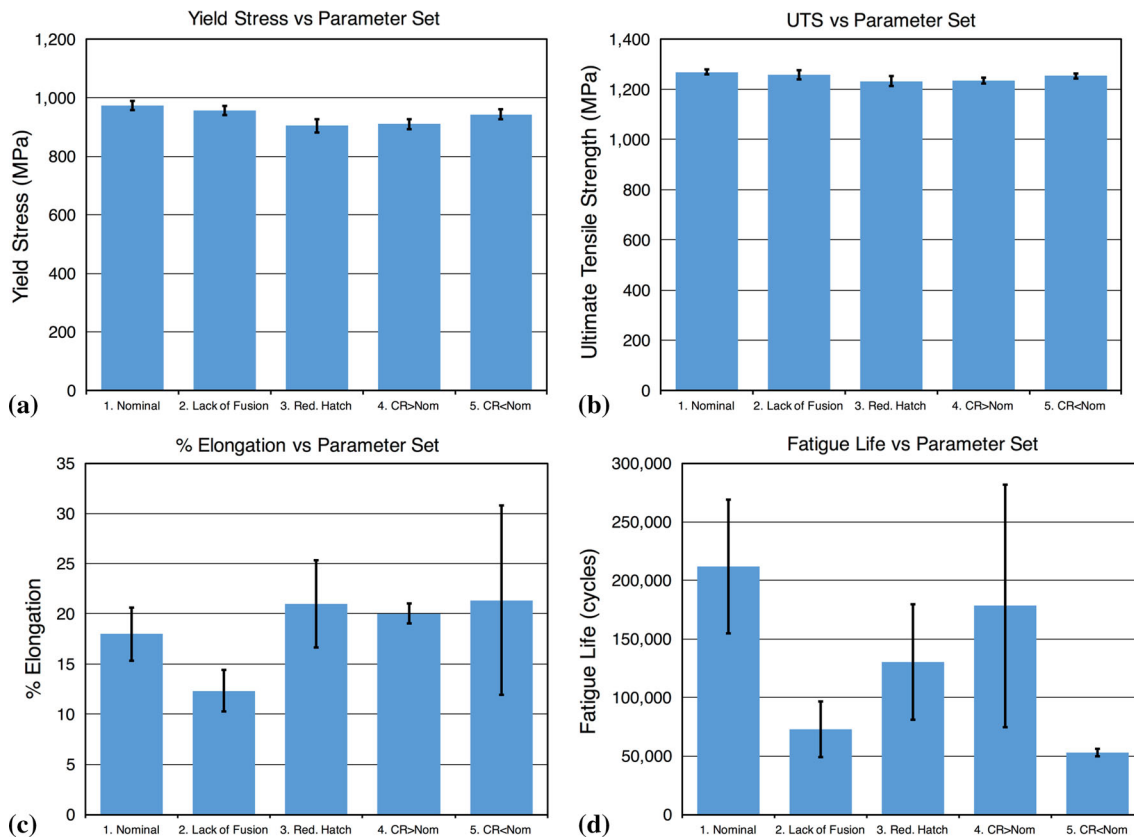 Yield Stress vs Parameter Set
Yield Stress (MPa)
1,200
1,000
800
600
400
200
0
1. Nominal 2. Lack of Fusion 3. Red. Hatch 4. CR>Nom 5. CR<Nom
(a)
UTS vs Parameter Set
Ultimate Tensile Strength (MPa)
1,400
1,200
1,000
800
600
400
200
0
1. Nominal 2. Lack of Fusion 3. Red. Hatch 4. CR>Nom 5. CR<Nom
(b)
% Elongation vs Parameter Set
% Elongation
35
30
25
20
15
10
5
0
1. Nominal 2. Lack of Fusion 3. Red. Hatch 4. CR>Nom 5. CR<Nom
(c)
Fatigue Life vs Parameter Set
Fatigue Life (cycles)
300,000
250,000
200,000
150,000
100,000
50,000
0
1. Nominal 2. Lack of Fusion 3. Red. Hatch 4. CR>Nom 5. CR<Nom
(d)